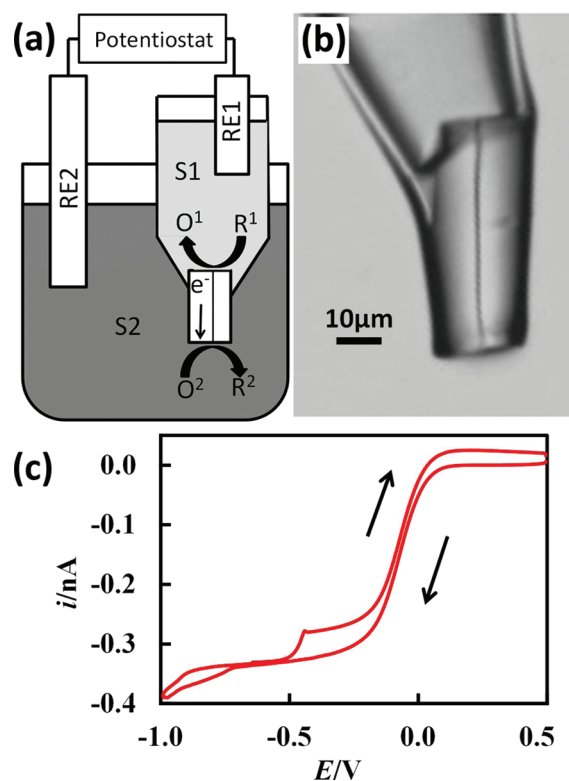 (a)
Potentiostat
RE1
RE2
S1
O¹ R¹
e⁻
S2
O² R²
(b)
10μm
(c)
i/nA
0.0
-0.1
-0.2
-0.3
-0.4
-1.0 -0.5 0.0 0.5
E/V